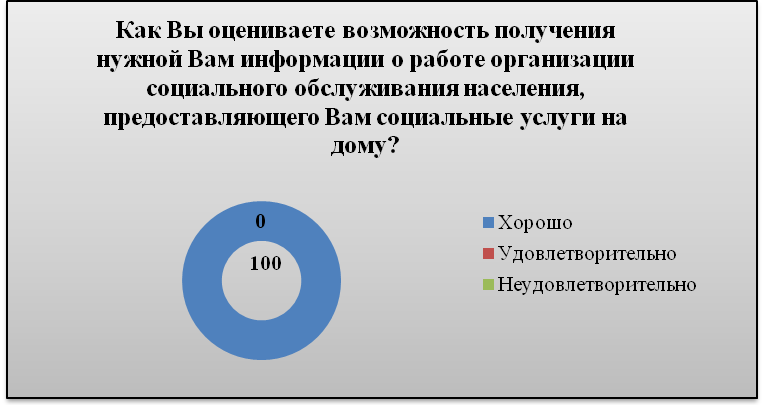 Как Вы оцениваете возможность получения
нужной Вам информации о работе организации
социального обслуживания населения,
предоставляющего Вам социальные услуги на
дому?
0
100
Хорошо
Удовлетворительно
Неудовлетворительно